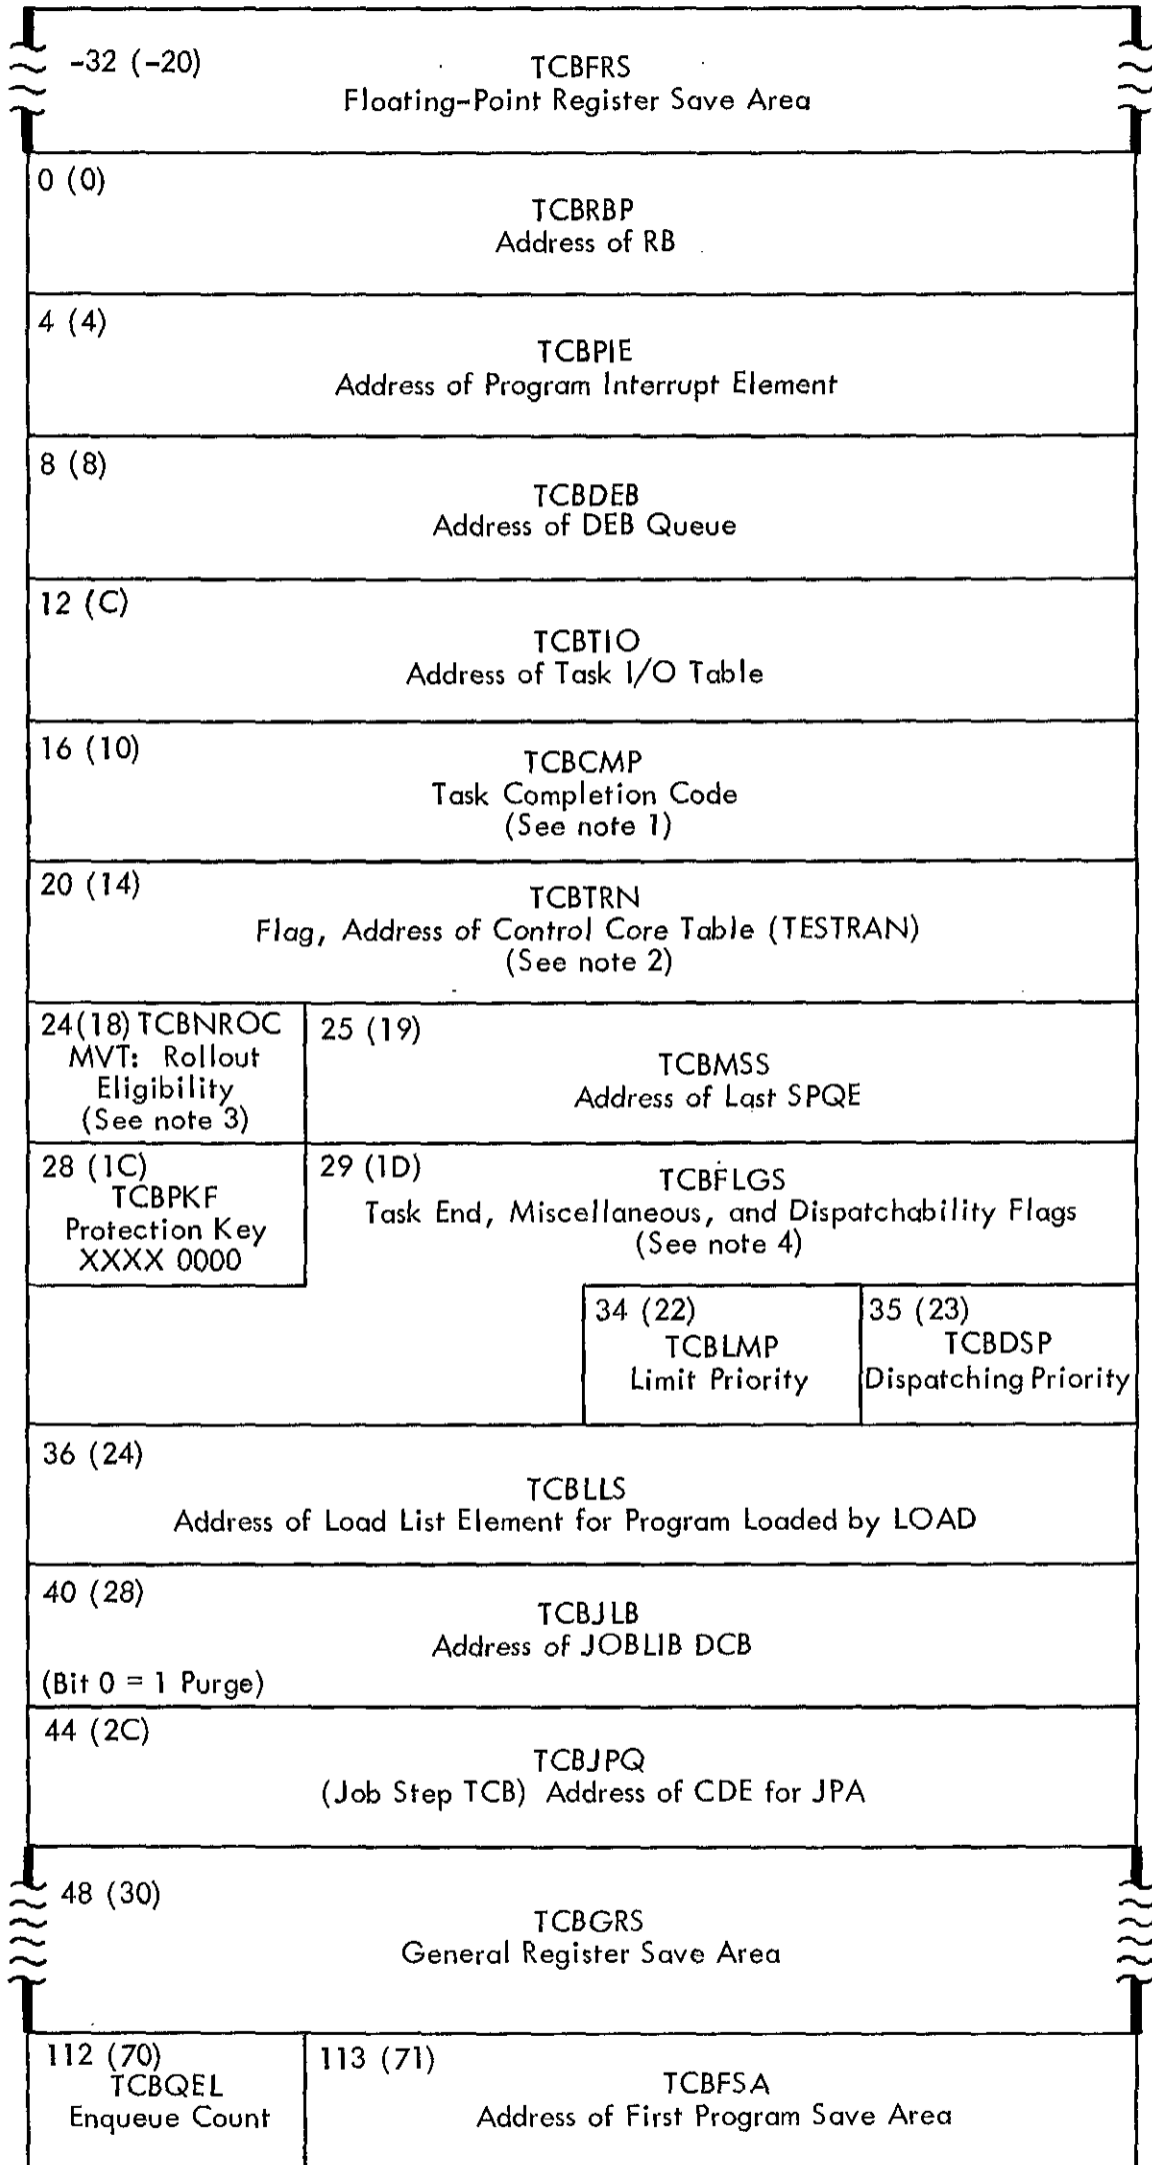 -32 (-20)
TCBFRS
Floating-Point Register Save Area
0 (0)
TCBRBP
Address of RB
4 (4)
TCBPIE
Address of Program Interrupt Element
8 (8)
TCBDEB
Address of DEB Queue
12 (C)
TCBTIO
Address of Task I/O Table
16 (10)
TCBCMP
Task Completion Code
(See note 1)
20 (14)
TCBTRN
Flag, Address of Control Core Table (TESTRAN)
(See note 2)
24(18) TCBNROC
MVT: Rollout
Eligibility
(See note 3)
25 (19)
TCBMSS
Address of Last SPQE
28 (1C)
TCBPKF
Protection Key
XXXX 0000
29 (1D)
TCBFLGS
Task End, Miscellaneous, and Dispatchability Flags
(See note 4)
34 (22)
TCBLMP
Limit Priority
35 (23)
TCBDSP
Dispatching Priority
36 (24)
TCBLLS
Address of Load List Element for Program Loaded by LOAD
40 (28)
TCBJLB
Address of JOBLIB DCB
(Bit 0 = 1 Purge)
44 (2C)
TCBJPQ
(Job Step TCB) Address of CDE for JPA
48 (30)
TCBGRS
General Register Save Area
112 (70)
TCBQEL
Enqueue Count
113 (71)
TCBFSA
Address of First Program Save Area